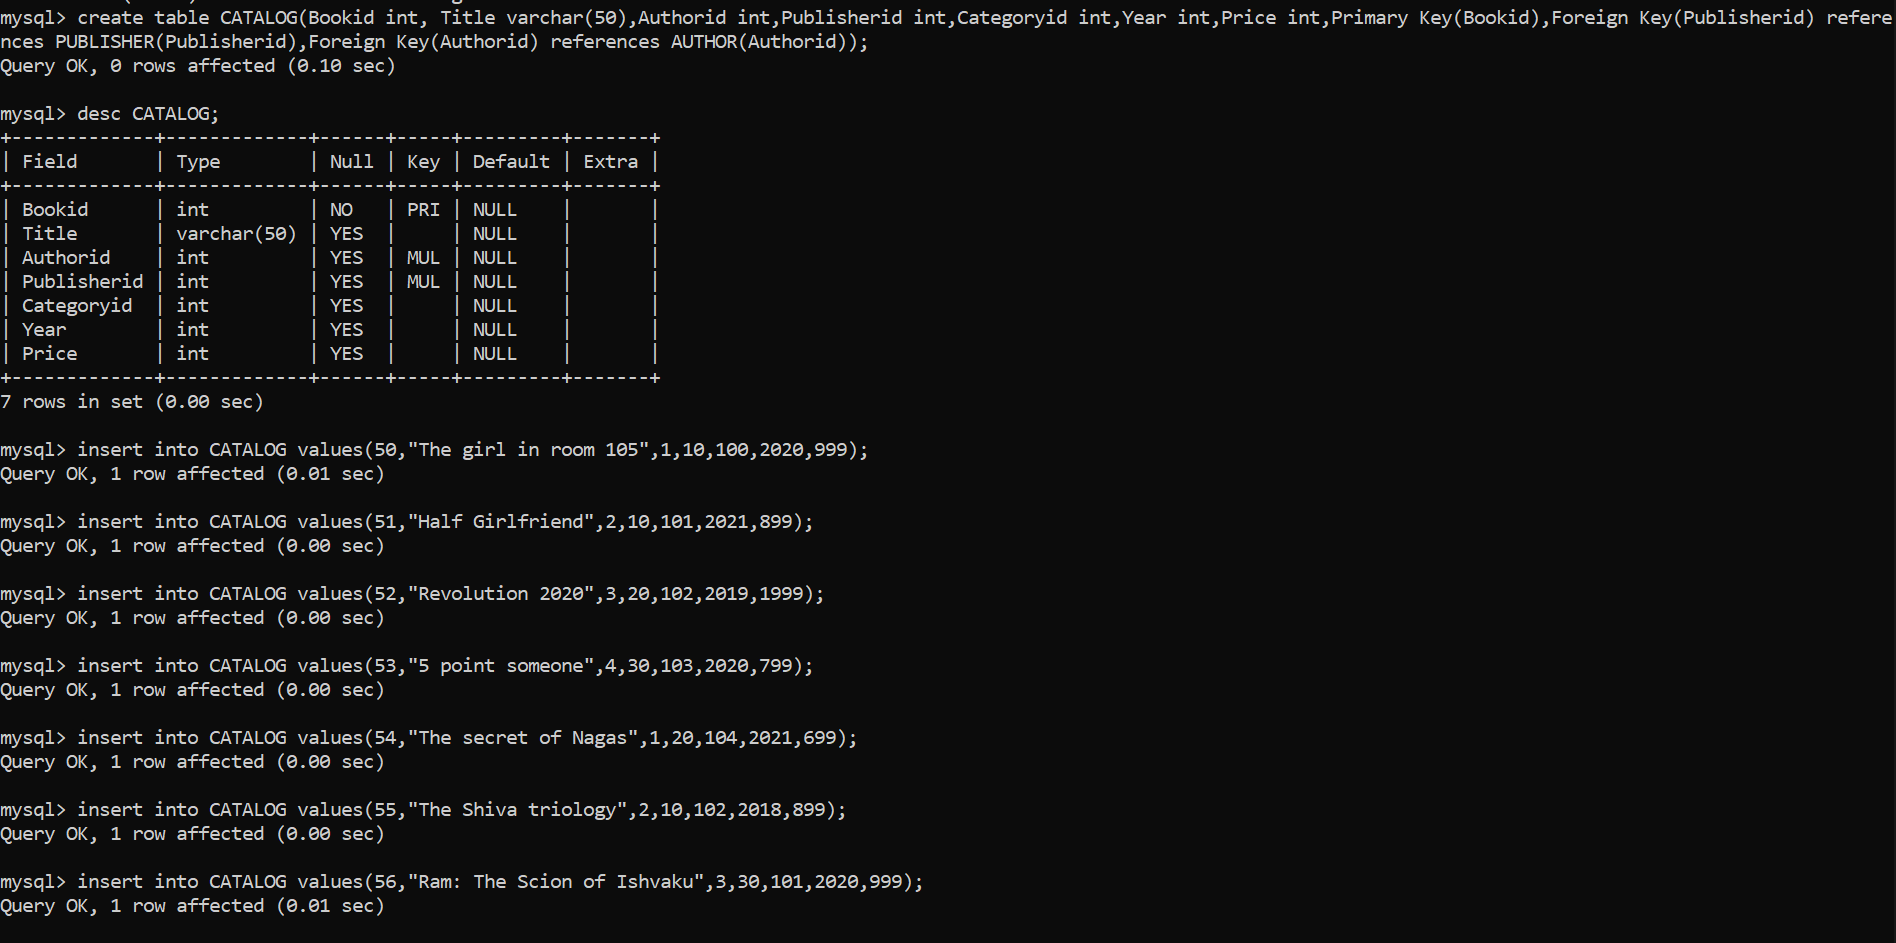 mysql> create table CATALOG(Bookid int, Title varchar(50),Authorid int,Publisherid int,Categoryid int,Year int,Price int,Primary Key(Bookid),Foreign Key(Publisherid) refere
nces PUBLISHER(Publisherid),Foreign Key(Authorid) references AUTHOR(Authorid));
Query OK, 0 rows affected (0.10 sec)

mysql> desc CATALOG;
+-------------+-------------+------+-----+---------+-------+
| Field       | Type        | Null | Key | Default | Extra |
+-------------+-------------+------+-----+---------+-------+
| Bookid      | int         | NO   | PRI | NULL    |       |
| Title       | varchar(50) | YES  |     | NULL    |       |
| Authorid    | int         | YES  | MUL | NULL    |       |
| Publisherid | int         | YES  | MUL | NULL    |       |
| Categoryid  | int         | YES  |     | NULL    |       |
| Year        | int         | YES  |     | NULL    |       |
| Price       | int         | YES  |     | NULL    |       |
+-------------+-------------+------+-----+---------+-------+
7 rows in set (0.00 sec)

mysql> insert into CATALOG values(50,"The girl in room 105",1,10,100,2020,999);
Query OK, 1 row affected (0.01 sec)

mysql> insert into CATALOG values(51,"Half Girlfriend",2,10,101,2021,899);
Query OK, 1 row affected (0.00 sec)

mysql> insert into CATALOG values(52,"Revolution 2020",3,20,102,2019,1999);
Query OK, 1 row affected (0.00 sec)

mysql> insert into CATALOG values(53,"5 point someone",4,30,103,2020,799);
Query OK, 1 row affected (0.00 sec)

mysql> insert into CATALOG values(54,"The secret of Nagas",1,20,104,2021,699);
Query OK, 1 row affected (0.00 sec)

mysql> insert into CATALOG values(55,"The Shiva triology",2,10,102,2018,899);
Query OK, 1 row affected (0.00 sec)

mysql> insert into CATALOG values(56,"Ram: The Scion of Ishvaku",3,30,101,2020,999);
Query OK, 1 row affected (0.01 sec)